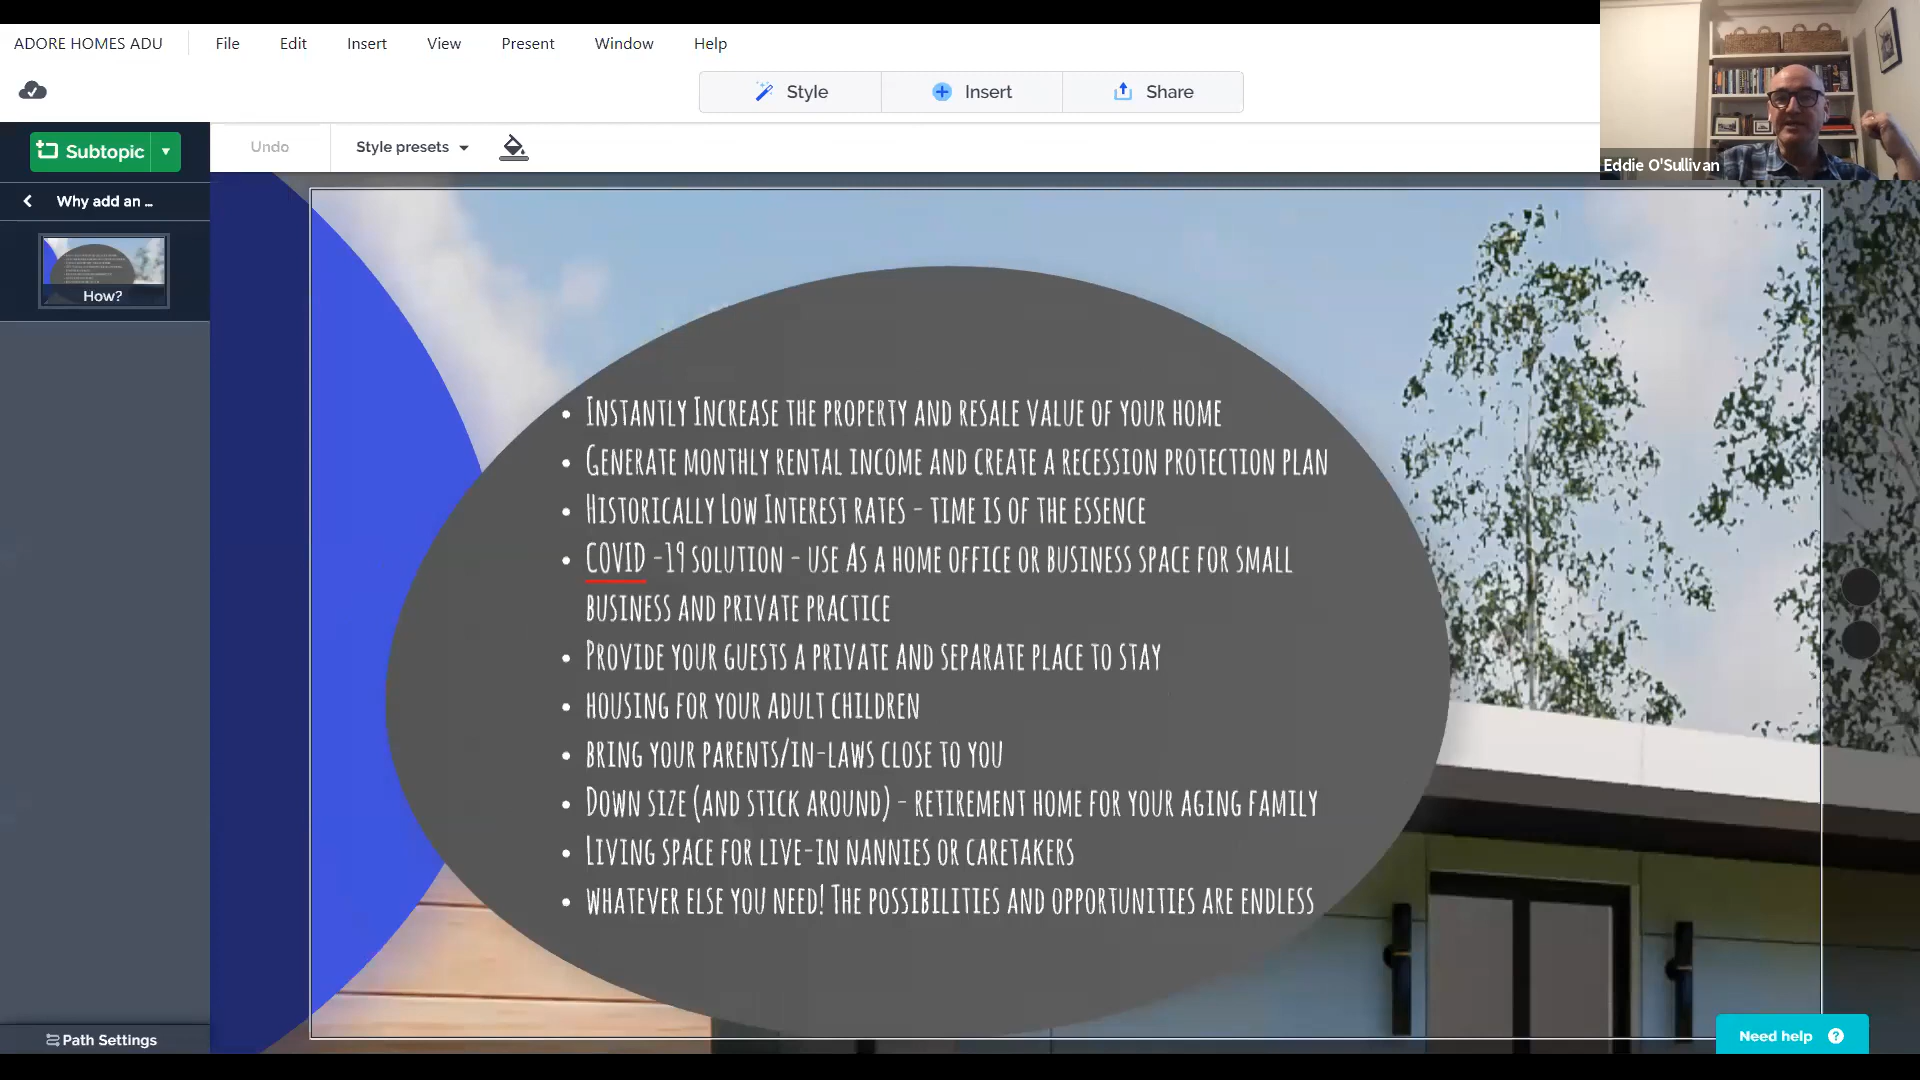 ADORE HOMES ADU
File Edit Insert View Present Window Help
Style Insert Share
Subtopic
Undo Style presets
Eddie O'Sullivan
Why add an ...
How?
• Instantly Increase the property and resale value of your home
• Generate monthly rental income and create a recession protection plan
• Historically Low Interest rates - time is of the essence
• COVID -19 solution - use As a home office or business space for small
business and private practice
• Provide your guests a private and separate place to stay
• housing for your adult children
• bring your parents/in-laws close to you
• Down size (and stick around) - retirement home for your aging family
• Living space for live-in nannies or caretakers
• whatever else you need! The possibilities and opportunities are endless
Path Settings
Need help ?